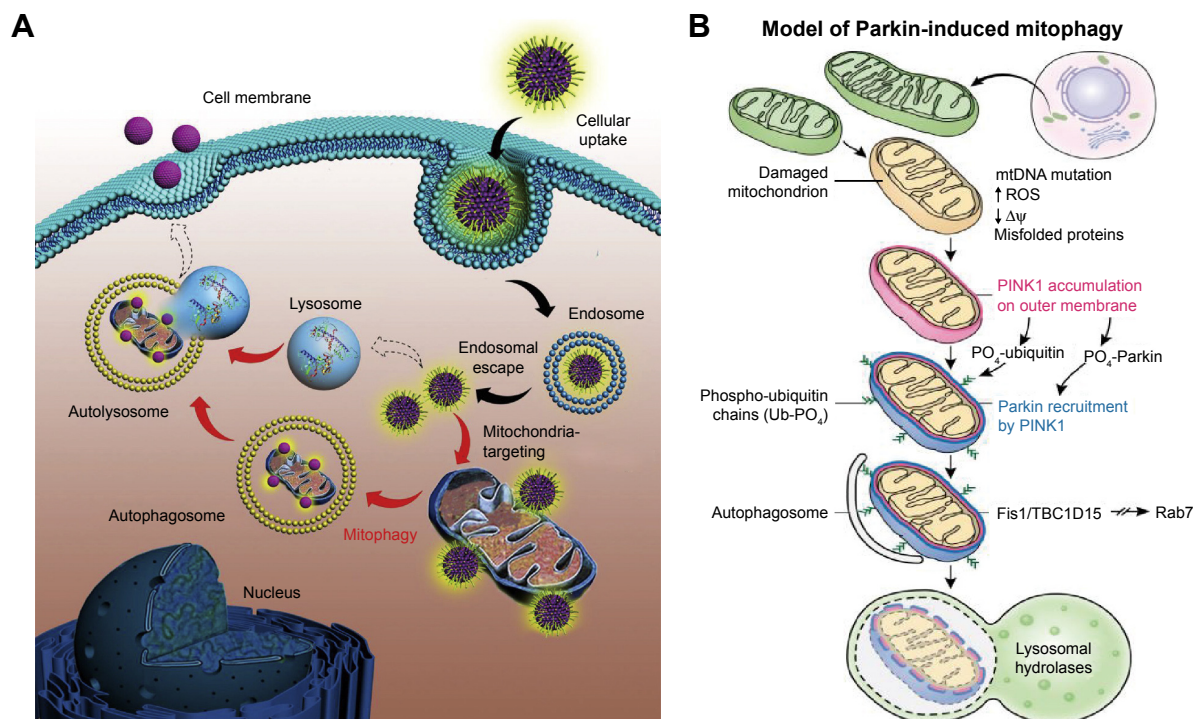 A
Cell membrane
Cellular
uptake
Lysosome
Endosome
Endosomal
escape
Autolysosome
Mitochondria-
targeting
Autophagosome
Mitophagy
Nucleus
B
Model of Parkin-induced mitophagy
Damaged
mitochondrion
mtDNA mutation
↑ ROS
↓ Δψ
Misfolded proteins
PINK1 accumulation
on outer membrane
PO₄-ubiquitin
PO₄-Parkin
Phospho-ubiquitin
chains (Ub-PO₄)
Parkin recruitment
by PINK1
Autophagosome
Fis1/TBC1D15
Rab7
Lysosomal
hydrolases